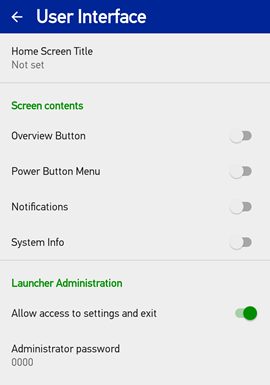 User Interface
Home Screen Title
Not set
Screen contents
Overview Button
Power Button Menu
Notifications
System Info
Launcher Administration
Allow access to settings and exit
Administrator password
0000